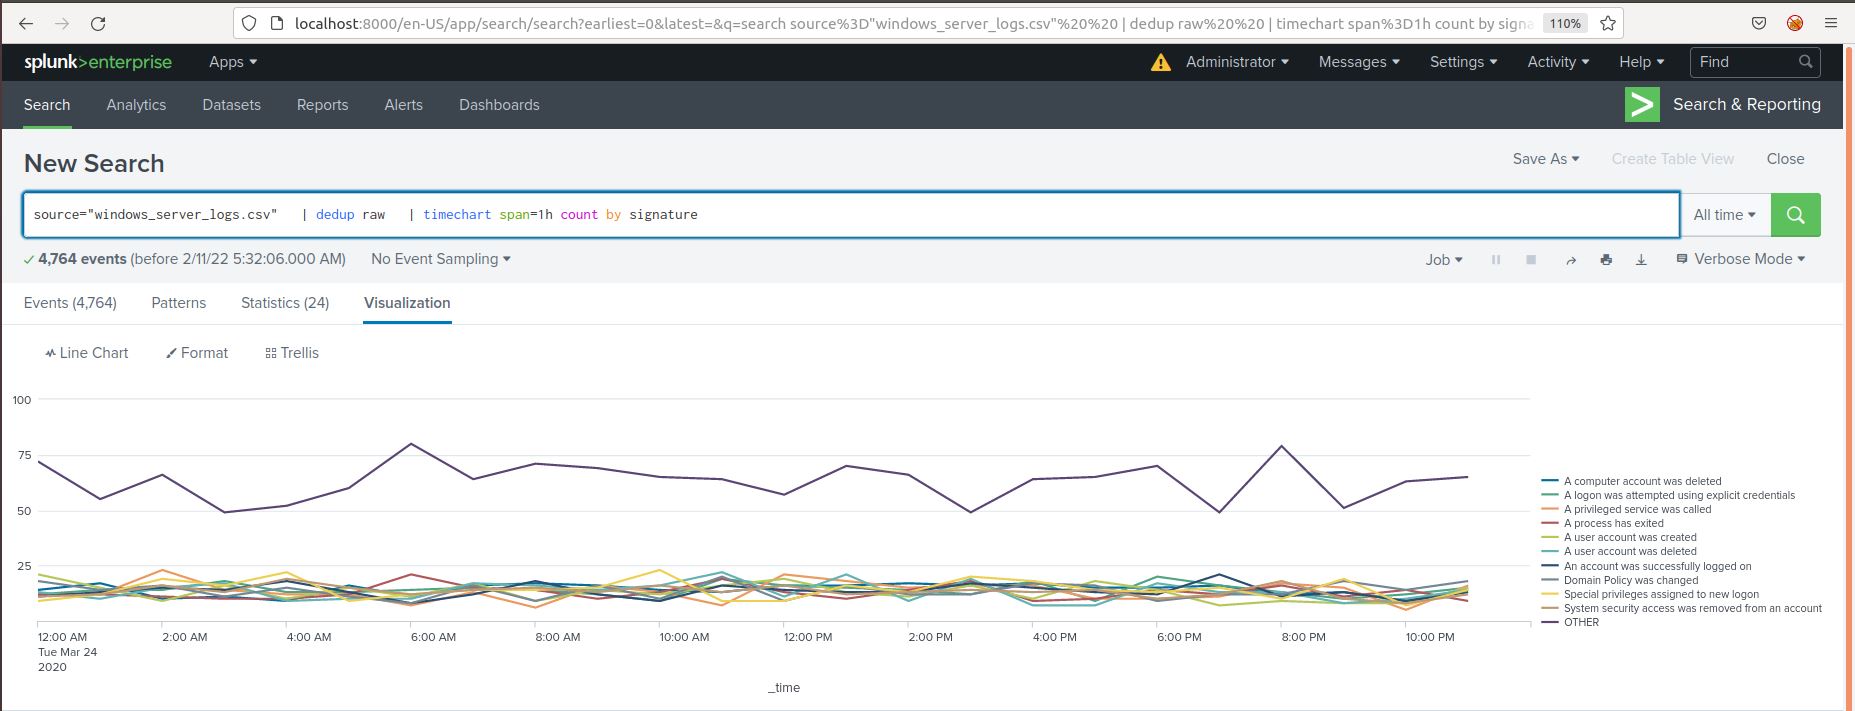 localhost:8000/en-US/app/search/search?earliest=0&latest=&q=search source%3D"windows_server_logs.csv"%20%20 | dedup raw%20%20 | timechart span%3D1h count by signa 110%
splunk>enterprise Apps Administrator Messages Settings Activity Help Find
Search Analytics Datasets Reports Alerts Dashboards Search & Reporting
New Search Save As Create Table View Close
source="windows_server_logs.csv" | dedup raw | timechart span=1h count by signature All time
4,764 events (before 2/11/22 5:32:06.000 AM) No Event Sampling Job Verbose Mode
Events (4,764) Patterns Statistics (24) Visualization
Line Chart Format Trellis
100
75
50
25
A computer account was deleted
A logon was attempted using explicit credentials
A privileged service was called
A process has exited
A user account was created
A user account was deleted
An account was successfully logged on
Domain Policy was changed
Special privileges assigned to new logon
System security access was removed from an account
OTHER
12:00 AM 2:00 AM 4:00 AM 6:00 AM 8:00 AM 10:00 AM 12:00 PM 2:00 PM 4:00 PM 6:00 PM 8:00 PM 10:00 PM
Tue Mar 24
2020
_time